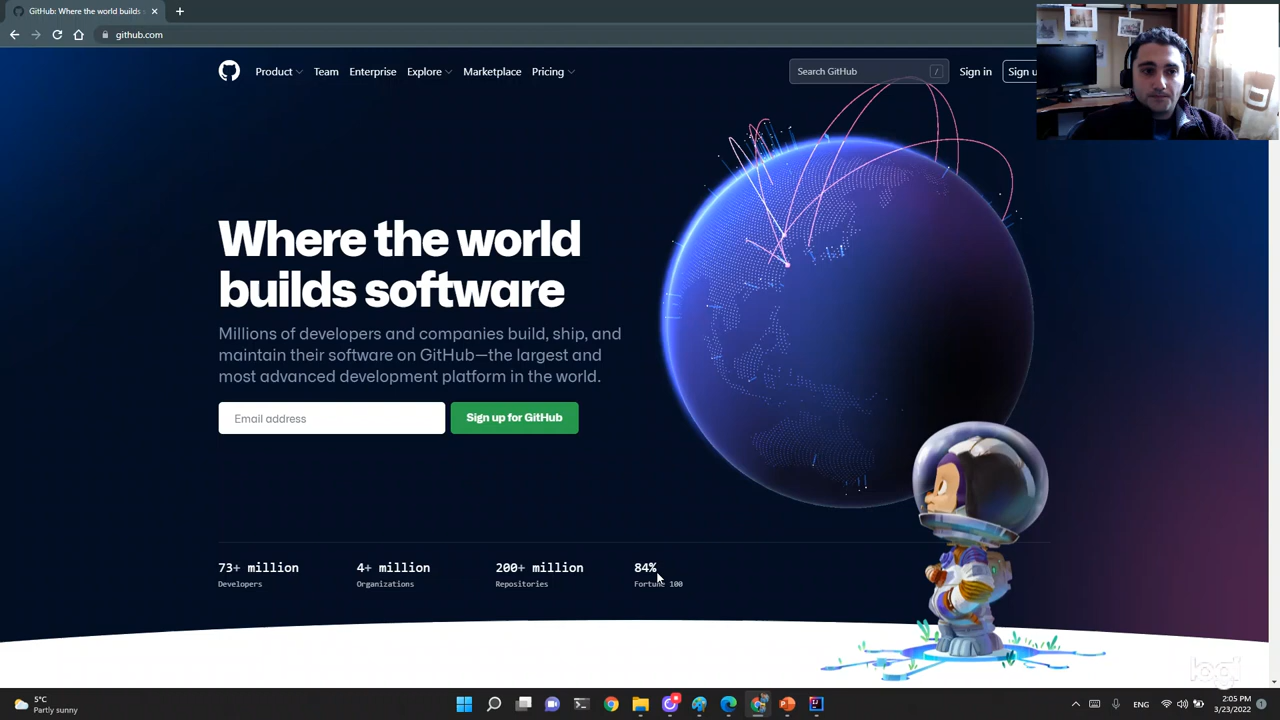 GitHub: Where the world builds
github.com
Product Team Enterprise Explore Marketplace Pricing
Search GitHub /
Sign in Sign u
Where the world
builds software
Millions of developers and companies build, ship, and
maintain their software on GitHub—the largest and
most advanced development platform in the world.
Email address Sign up for GitHub
73+ million 4+ million 200+ million 84%
Developers Organizations Repositories Fortune 100
logi
5°C
Partly sunny
ENG
2:05 PM
3/23/2022